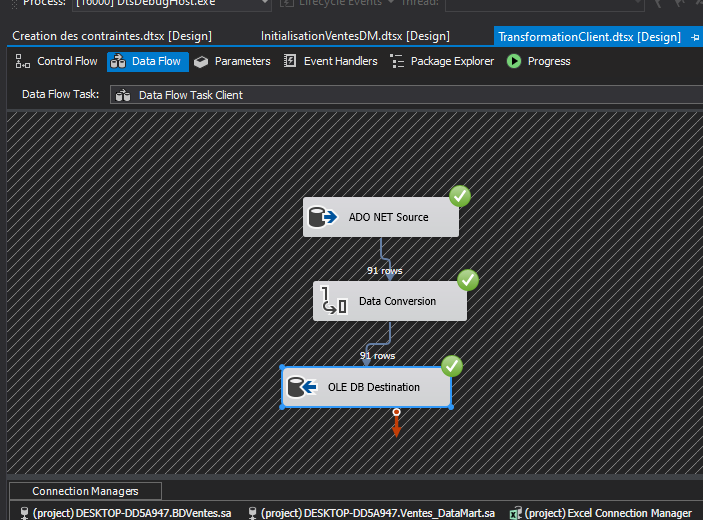 Process: [16000] DtsDebugHost.exe Lifecycle Events Thread:
Creation des contraintes.dtsx [Design] InitialisationVentesDM.dtsx [Design] TransformationClient.dtsx [Design]
Control Flow Data Flow Parameters Event Handlers Package Explorer Progress
Data Flow Task: Data Flow Task Client
ADO NET Source
91 rows
Data Conversion
91 rows
OLE DB Destination
Connection Managers
(project) DESKTOP-DD5A947.BDVentes.sa (project) DESKTOP-DD5A947.Ventes_DataMart.sa (project) Excel Connection Manager